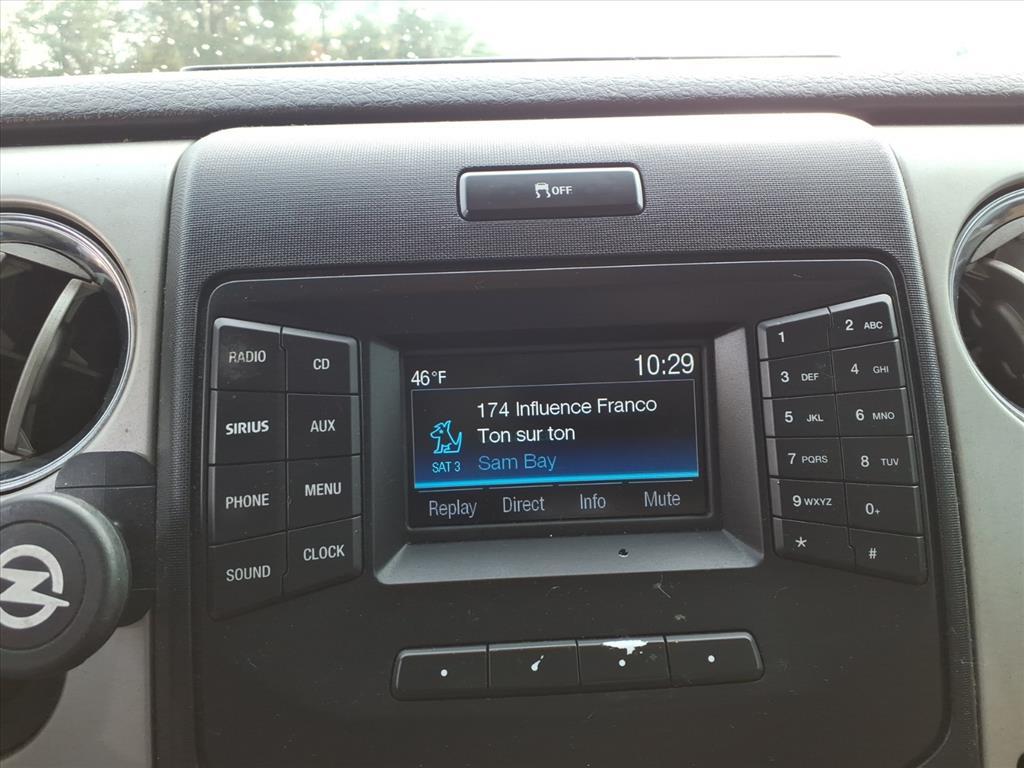 OFF
46°F 10:29
174 Influence Franco
Ton sur ton
SAT 3 Sam Bay
Replay Direct Info Mute
RADIO CD
SIRIUS AUX
PHONE MENU
SOUND CLOCK
1 2 ABC
3 DEF 4 GHI
5 JKL 6 MNO
7 PQRS 8 TUV
9 WXYZ 0+
* #